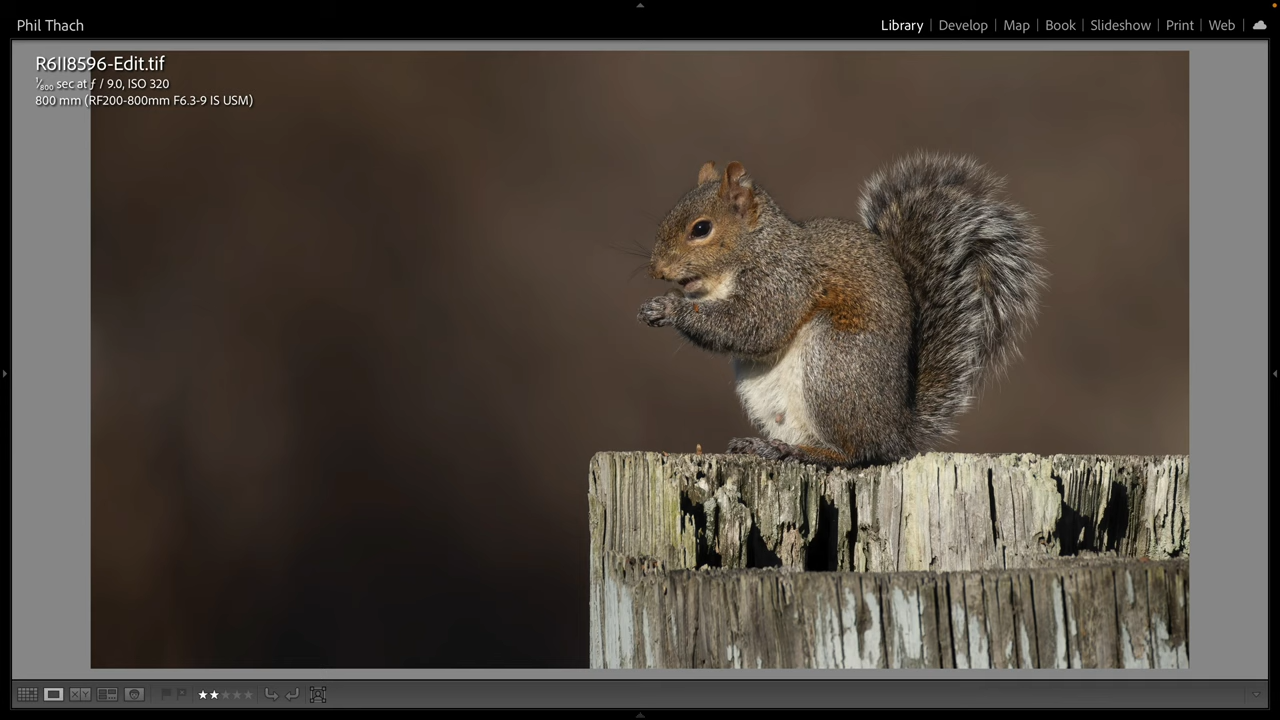 Phil Thach
Library | Develop | Map | Book | Slideshow | Print | Web
R6II8596-Edit.tif
1/800 sec at ƒ / 9.0, ISO 320
800 mm (RF200-800mm F6.3-9 IS USM)
XY